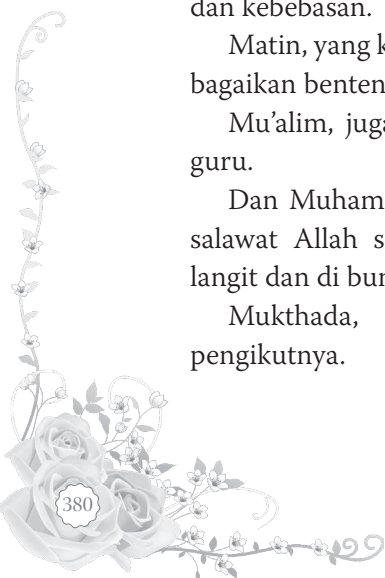 dan kebebasan.
Matin, yang k
bagaikan benten
Mu’alim, juga
guru.
Dan Muham
salawat Allah s
langit dan di bur
Mukthada,
pengikutnya.
380